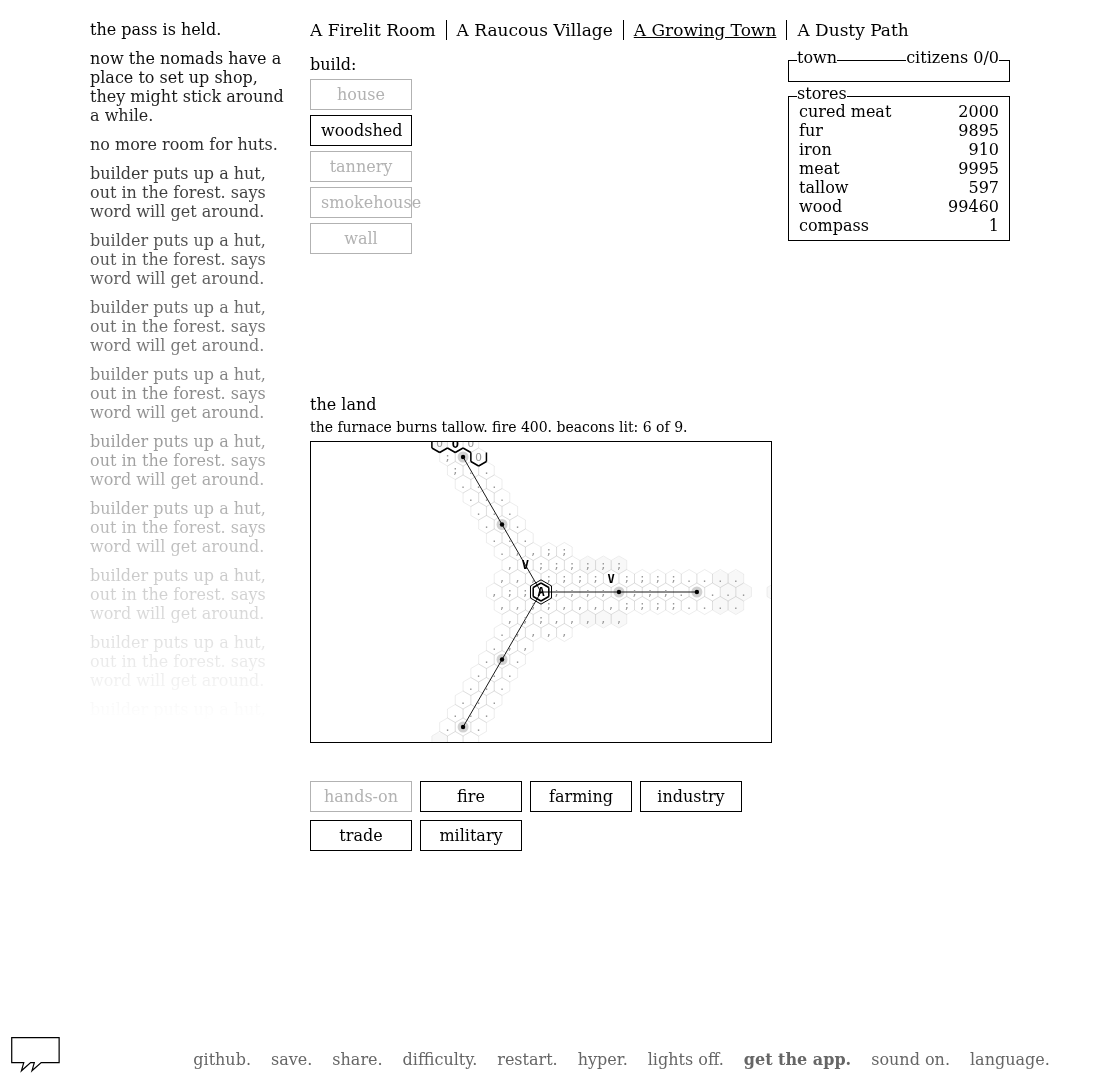 the pass is held.
now the nomads have a
place to set up shop,
they might stick around
a while.
no more room for huts.
builder puts up a hut,
out in the forest. says
word will get around.
builder puts up a hut,
out in the forest. says
word will get around.
builder puts up a hut,
out in the forest. says
word will get around.
builder puts up a hut,
out in the forest. says
word will get around.
builder puts up a hut,
out in the forest. says
word will get around.
builder puts up a hut,
out in the forest. says
word will get around.
builder puts up a hut,
out in the forest. says
word will get around.
builder puts up a hut,
out in the forest. says
word will get around.
builder puts up a hut,
A Firelit Room | A Raucous Village | A Growing Town | A Dusty Path
build:
house
woodshed
tannery
smokehouse
wall
town citizens 0/0
stores
cured meat 2000
fur 9895
iron 910
meat 9995
tallow 597
wood 99460
compass 1
the land
the furnace burns tallow. fire 400. beacons lit: 6 of 9.
V
V
A
hands-on
fire
farming
industry
trade
military
github. save. share. difficulty. restart. hyper. lights off. get the app. sound on. language.